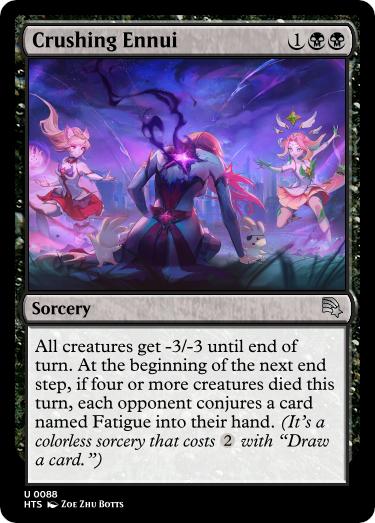 Crushing Ennui 1
Sorcery
All creatures get -3/-3 until end of
turn. At the beginning of the next end
step, if four or more creatures died this
turn, each opponent conjures a card
named Fatigue into their hand. (It's a
colorless sorcery that costs 2 with “Draw
a card.”)
U 0088
HTS Zoe Zhu Botts